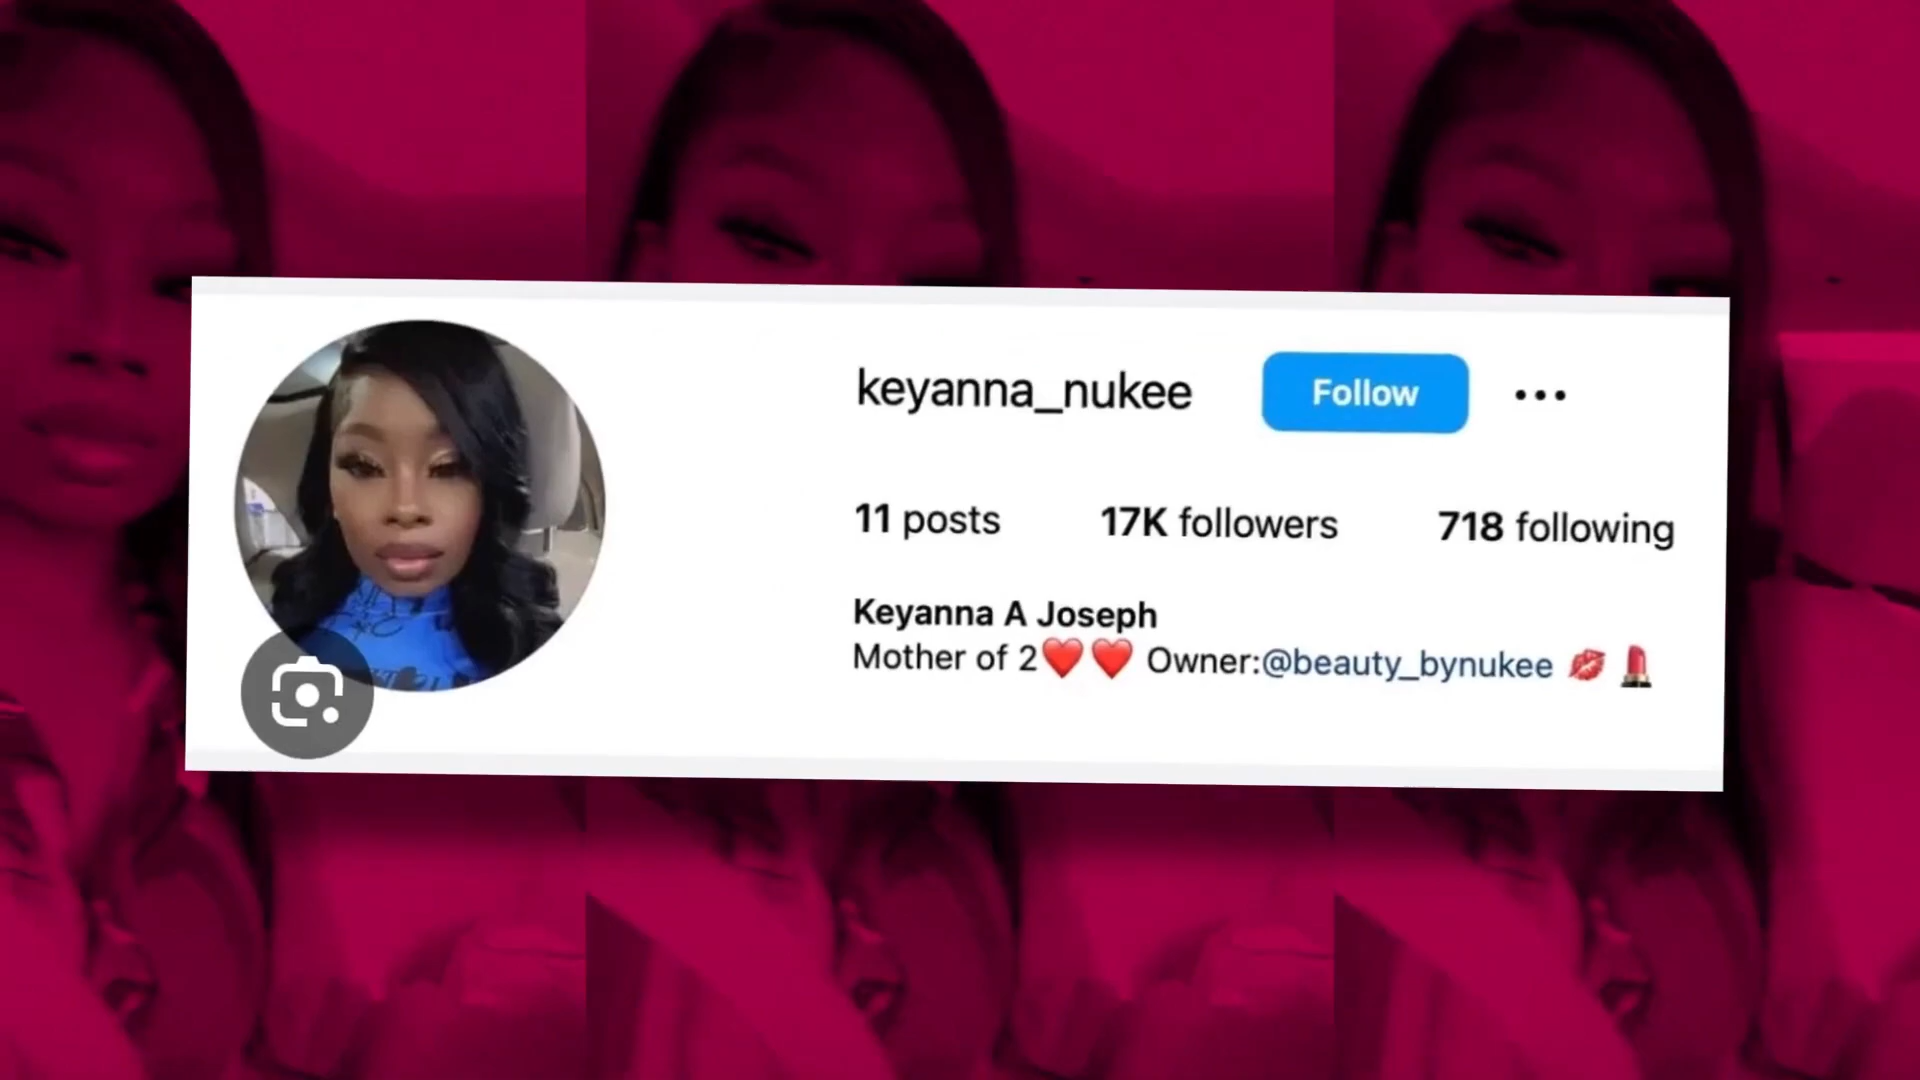 keyanna_nukee Follow
11 posts 17K followers 718 following
Keyanna A Joseph
Mother of 2❤️❤️ Owner:@beauty_bynukee 💋 💄